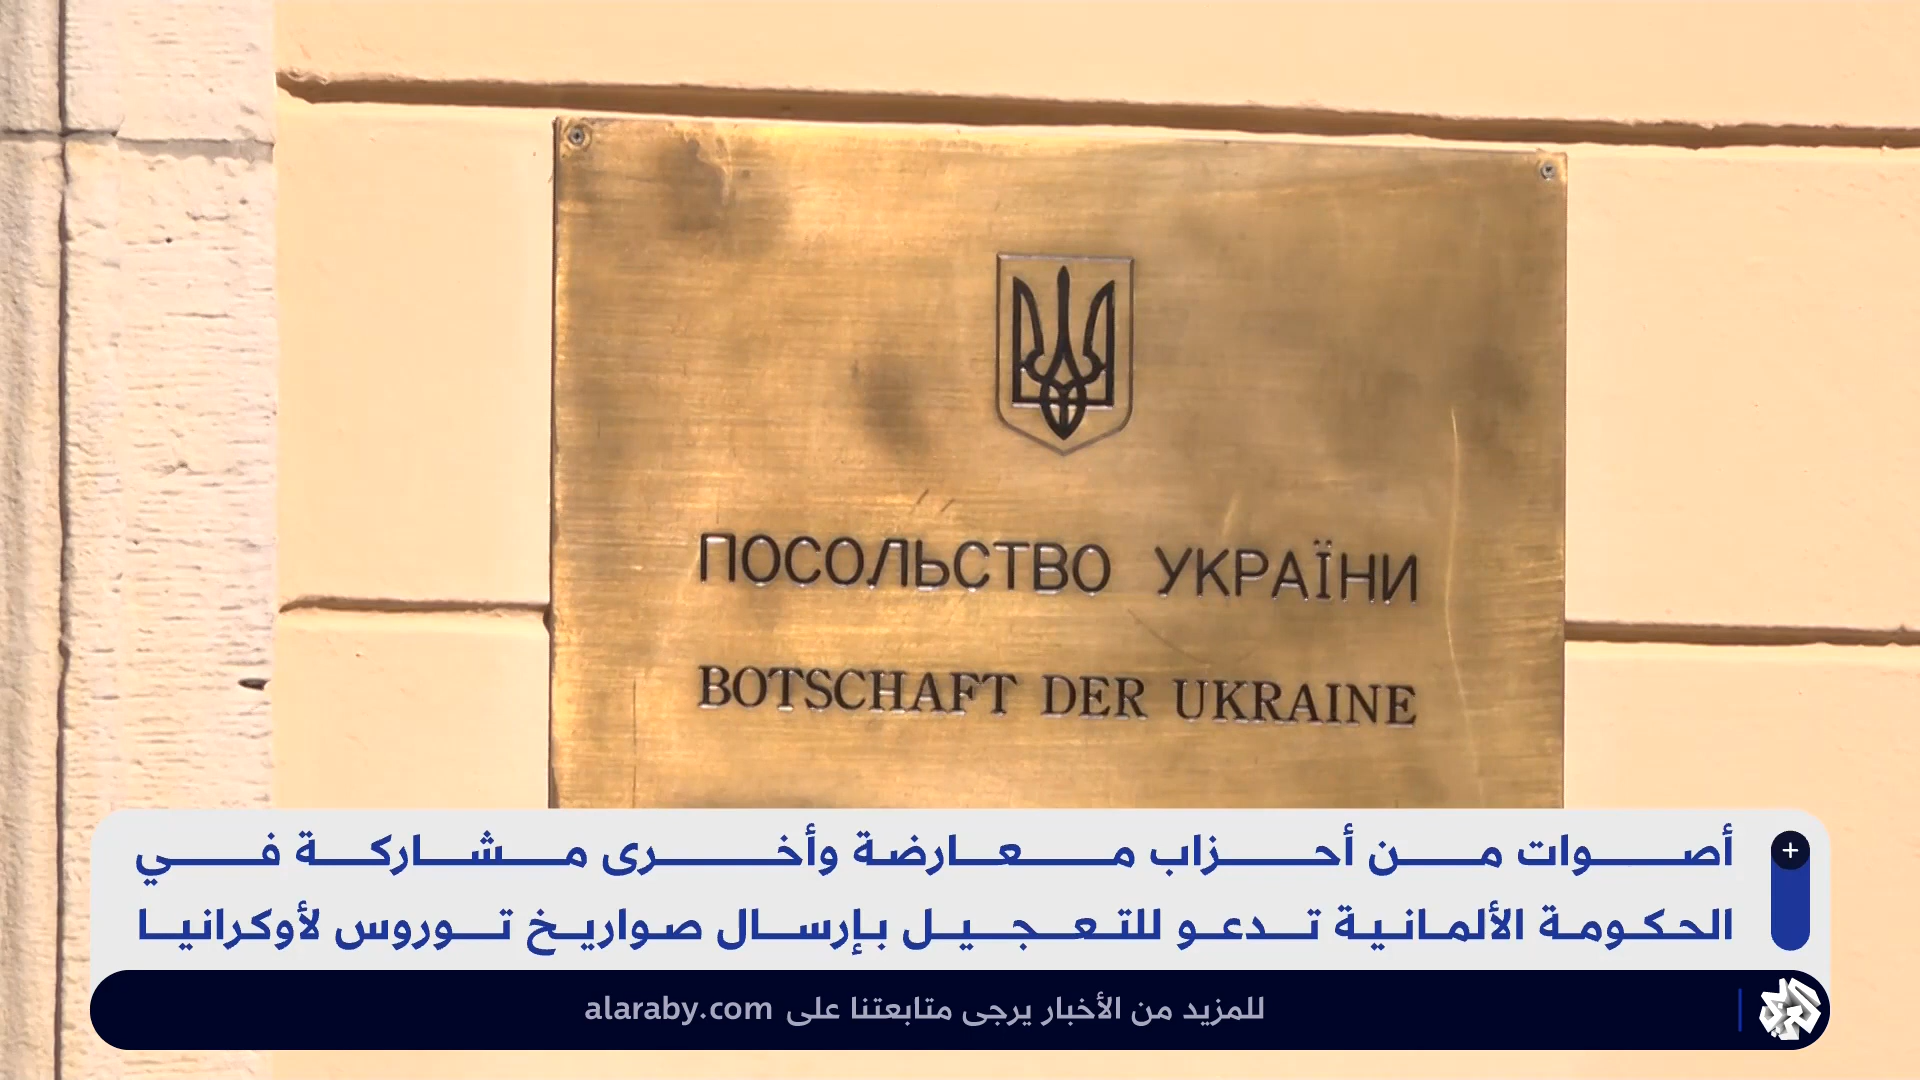 ПОСОЛЬСТВО УКРАЇНИ
BOTSCHAFT DER UKRAINE
أصوات من أحزاب معارضة وأخرى مشاركة في
الحكومة الألمانية تدعو للتعجيل بإرسال صواريخ توروس لأوكرانيا
للمزيد من الأخبار يرجى متابعتنا على alaraby.com